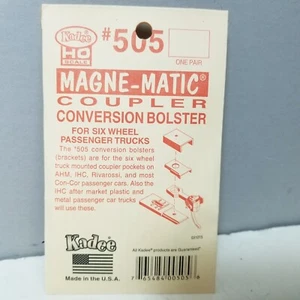 Kadee®
HO
SCALE
#505
ONE PAIR
MAGNE-MATIC®
COUPLER
CONVERSION BOLSTER
FOR SIX WHEEL
PASSENGER TRUCKS
The #505 conversion bolsters
(brackets) are for the six wheel
truck mounted coupler pockets on
AHM, IHC, Rivarossi, and most
Con-Cor passenger cars. Also the
IHC after market plastic and
metal passenger car trucks
will use these.
Kadee
All Kadee® products are Guaranteed!
Made in the U.S.A.